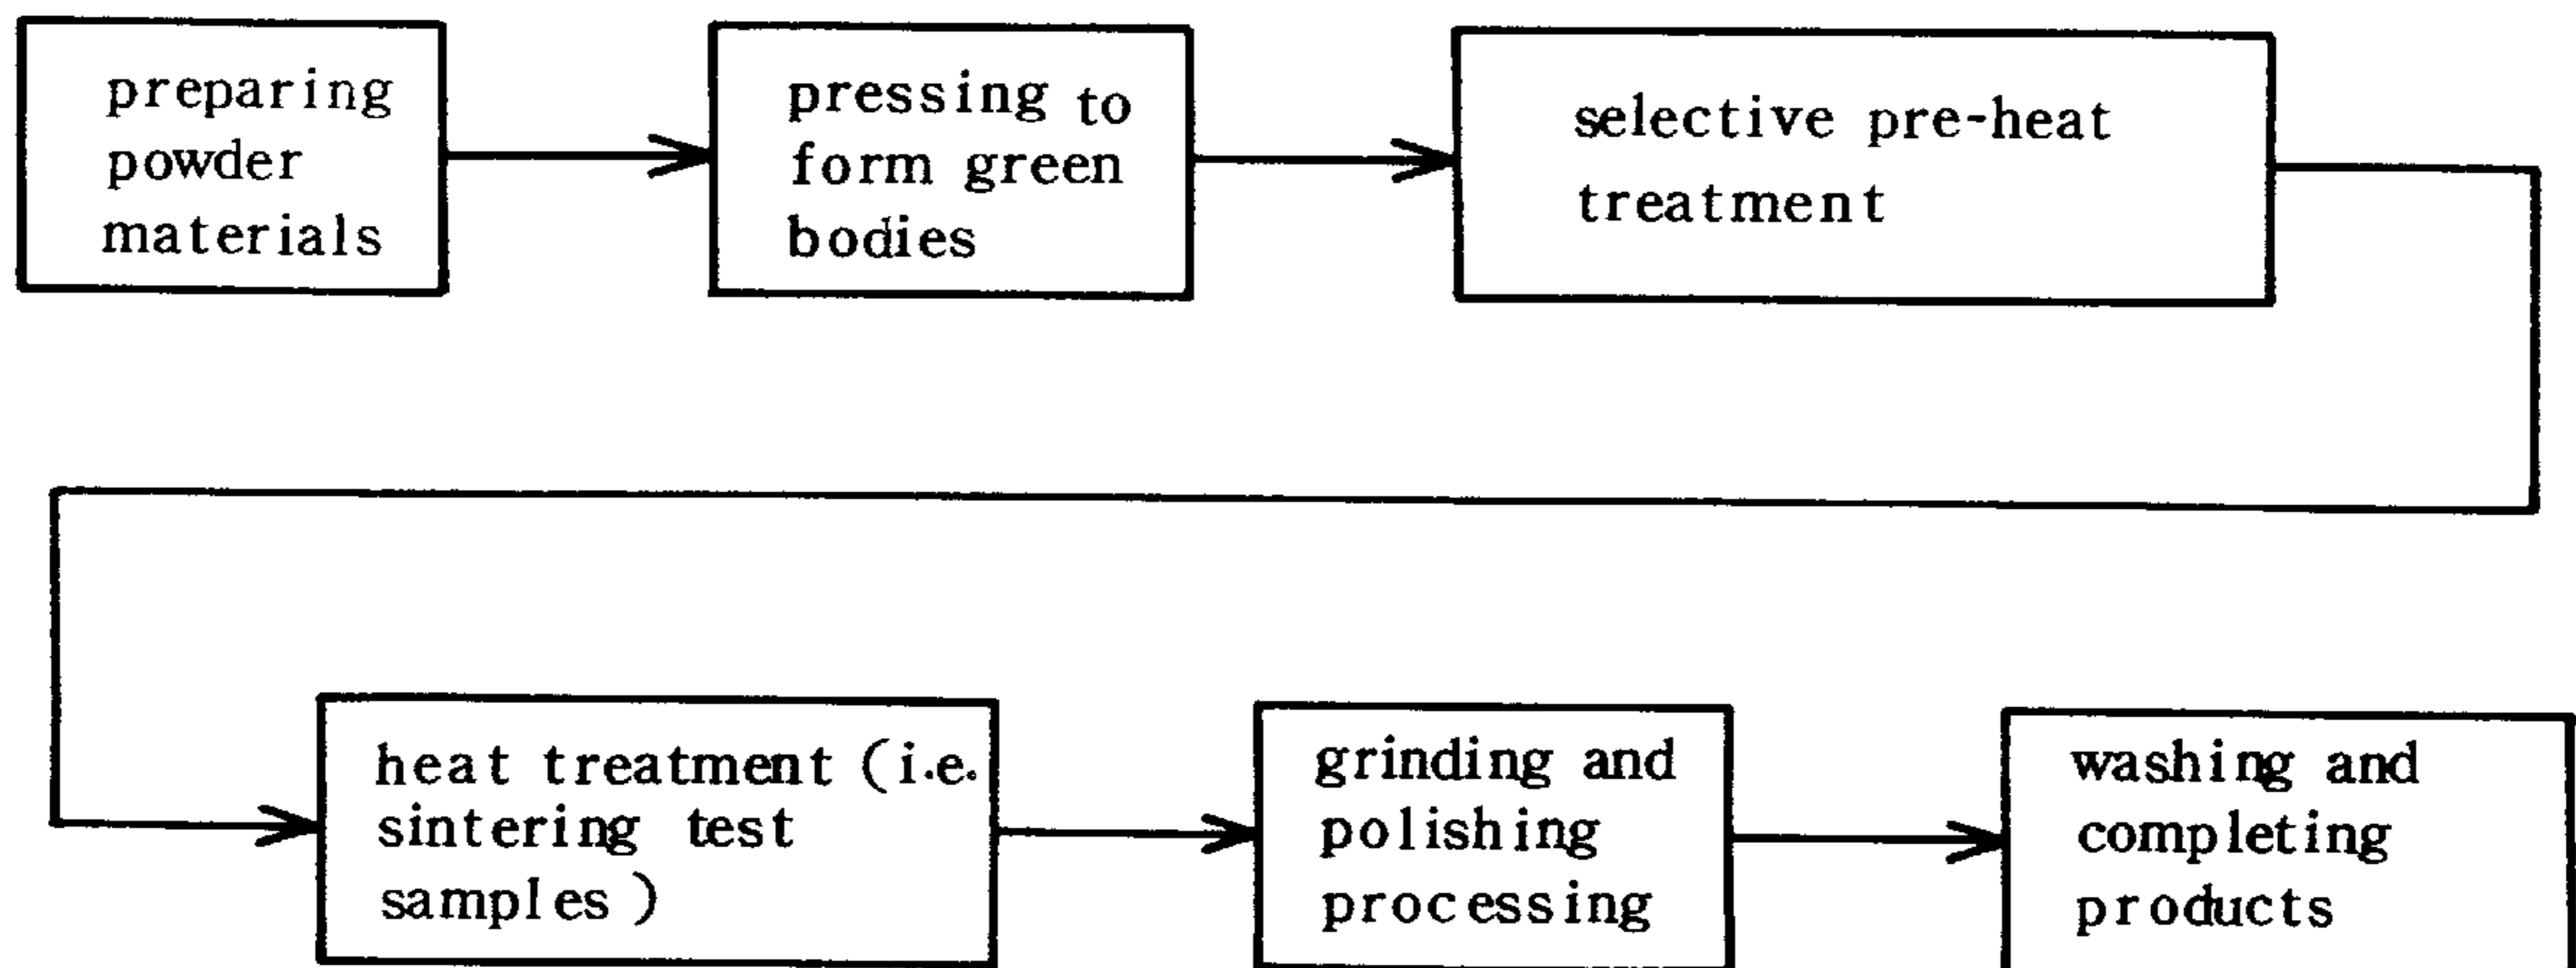 preparing
powder
materials
pressing to
form green
bodies
selective pre-heat
treatment
heat treatment (i.e.
sintering test
samples)
grinding and
polishing
processing
washing and
completing
products